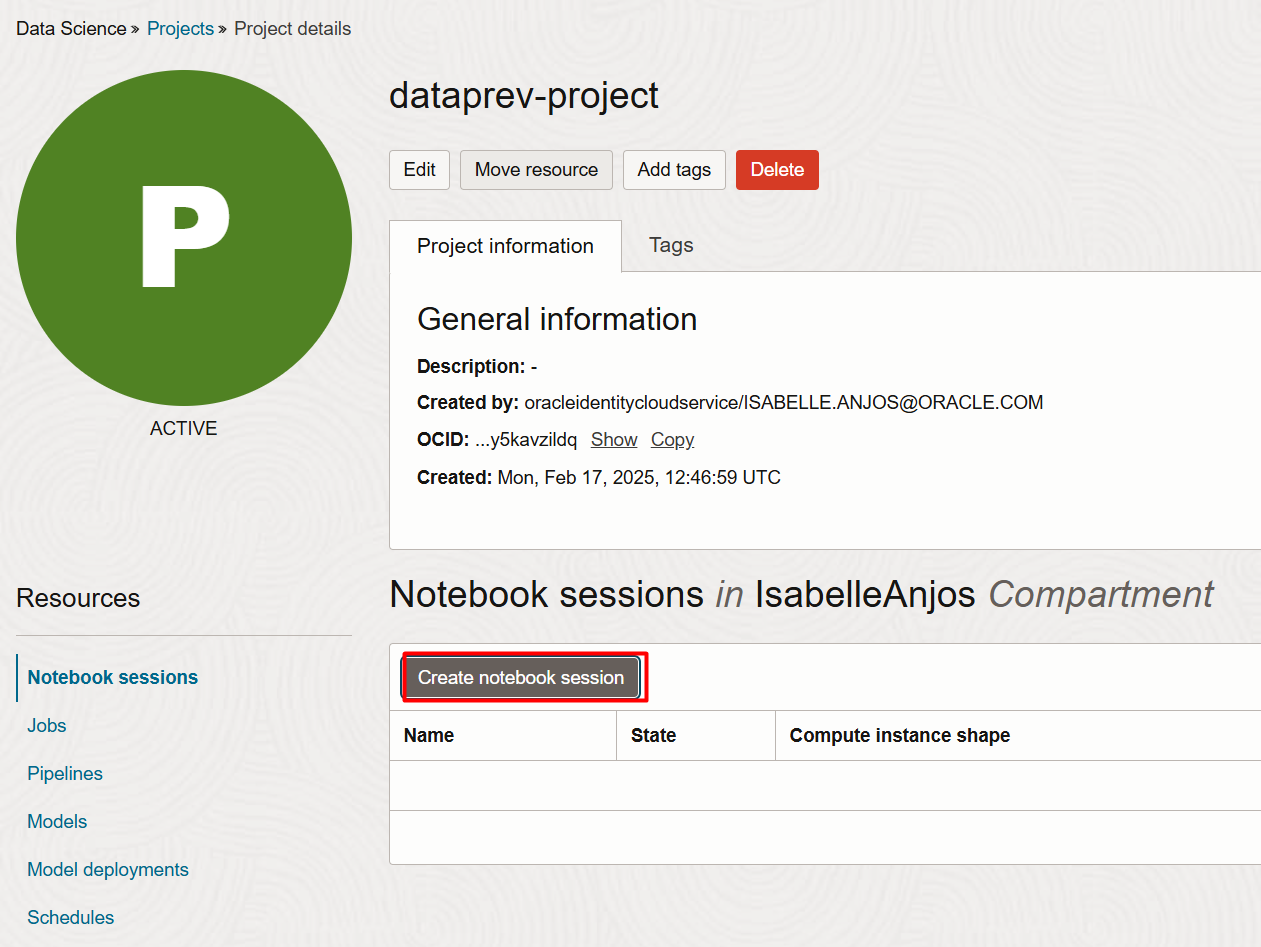 Data Science » Projects » Project details
P
ACTIVE
dataprev-project
Edit Move resource Add tags Delete
Project information Tags
General information
Description: -
Created by: oracleidentitycloudservice/ISABELLE.ANJOS@ORACLE.COM
OCID: ...y5kavzildq Show Copy
Created: Mon, Feb 17, 2025, 12:46:59 UTC
Resources
Notebook sessions
Jobs
Pipelines
Models
Model deployments
Schedules
Notebook sessions in IsabelleAnjos Compartment
Create notebook session
Name State Compute instance shape